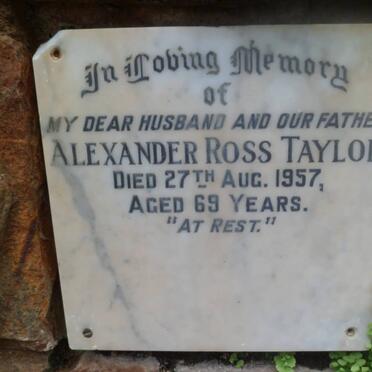 In Loving Memory
of
MY DEAR HUSBAND AND OUR FATHE
ALEXANDER ROSS TAYLO
DIED 27TH AUG. 1957,
AGED 69 YEARS.
"AT REST."